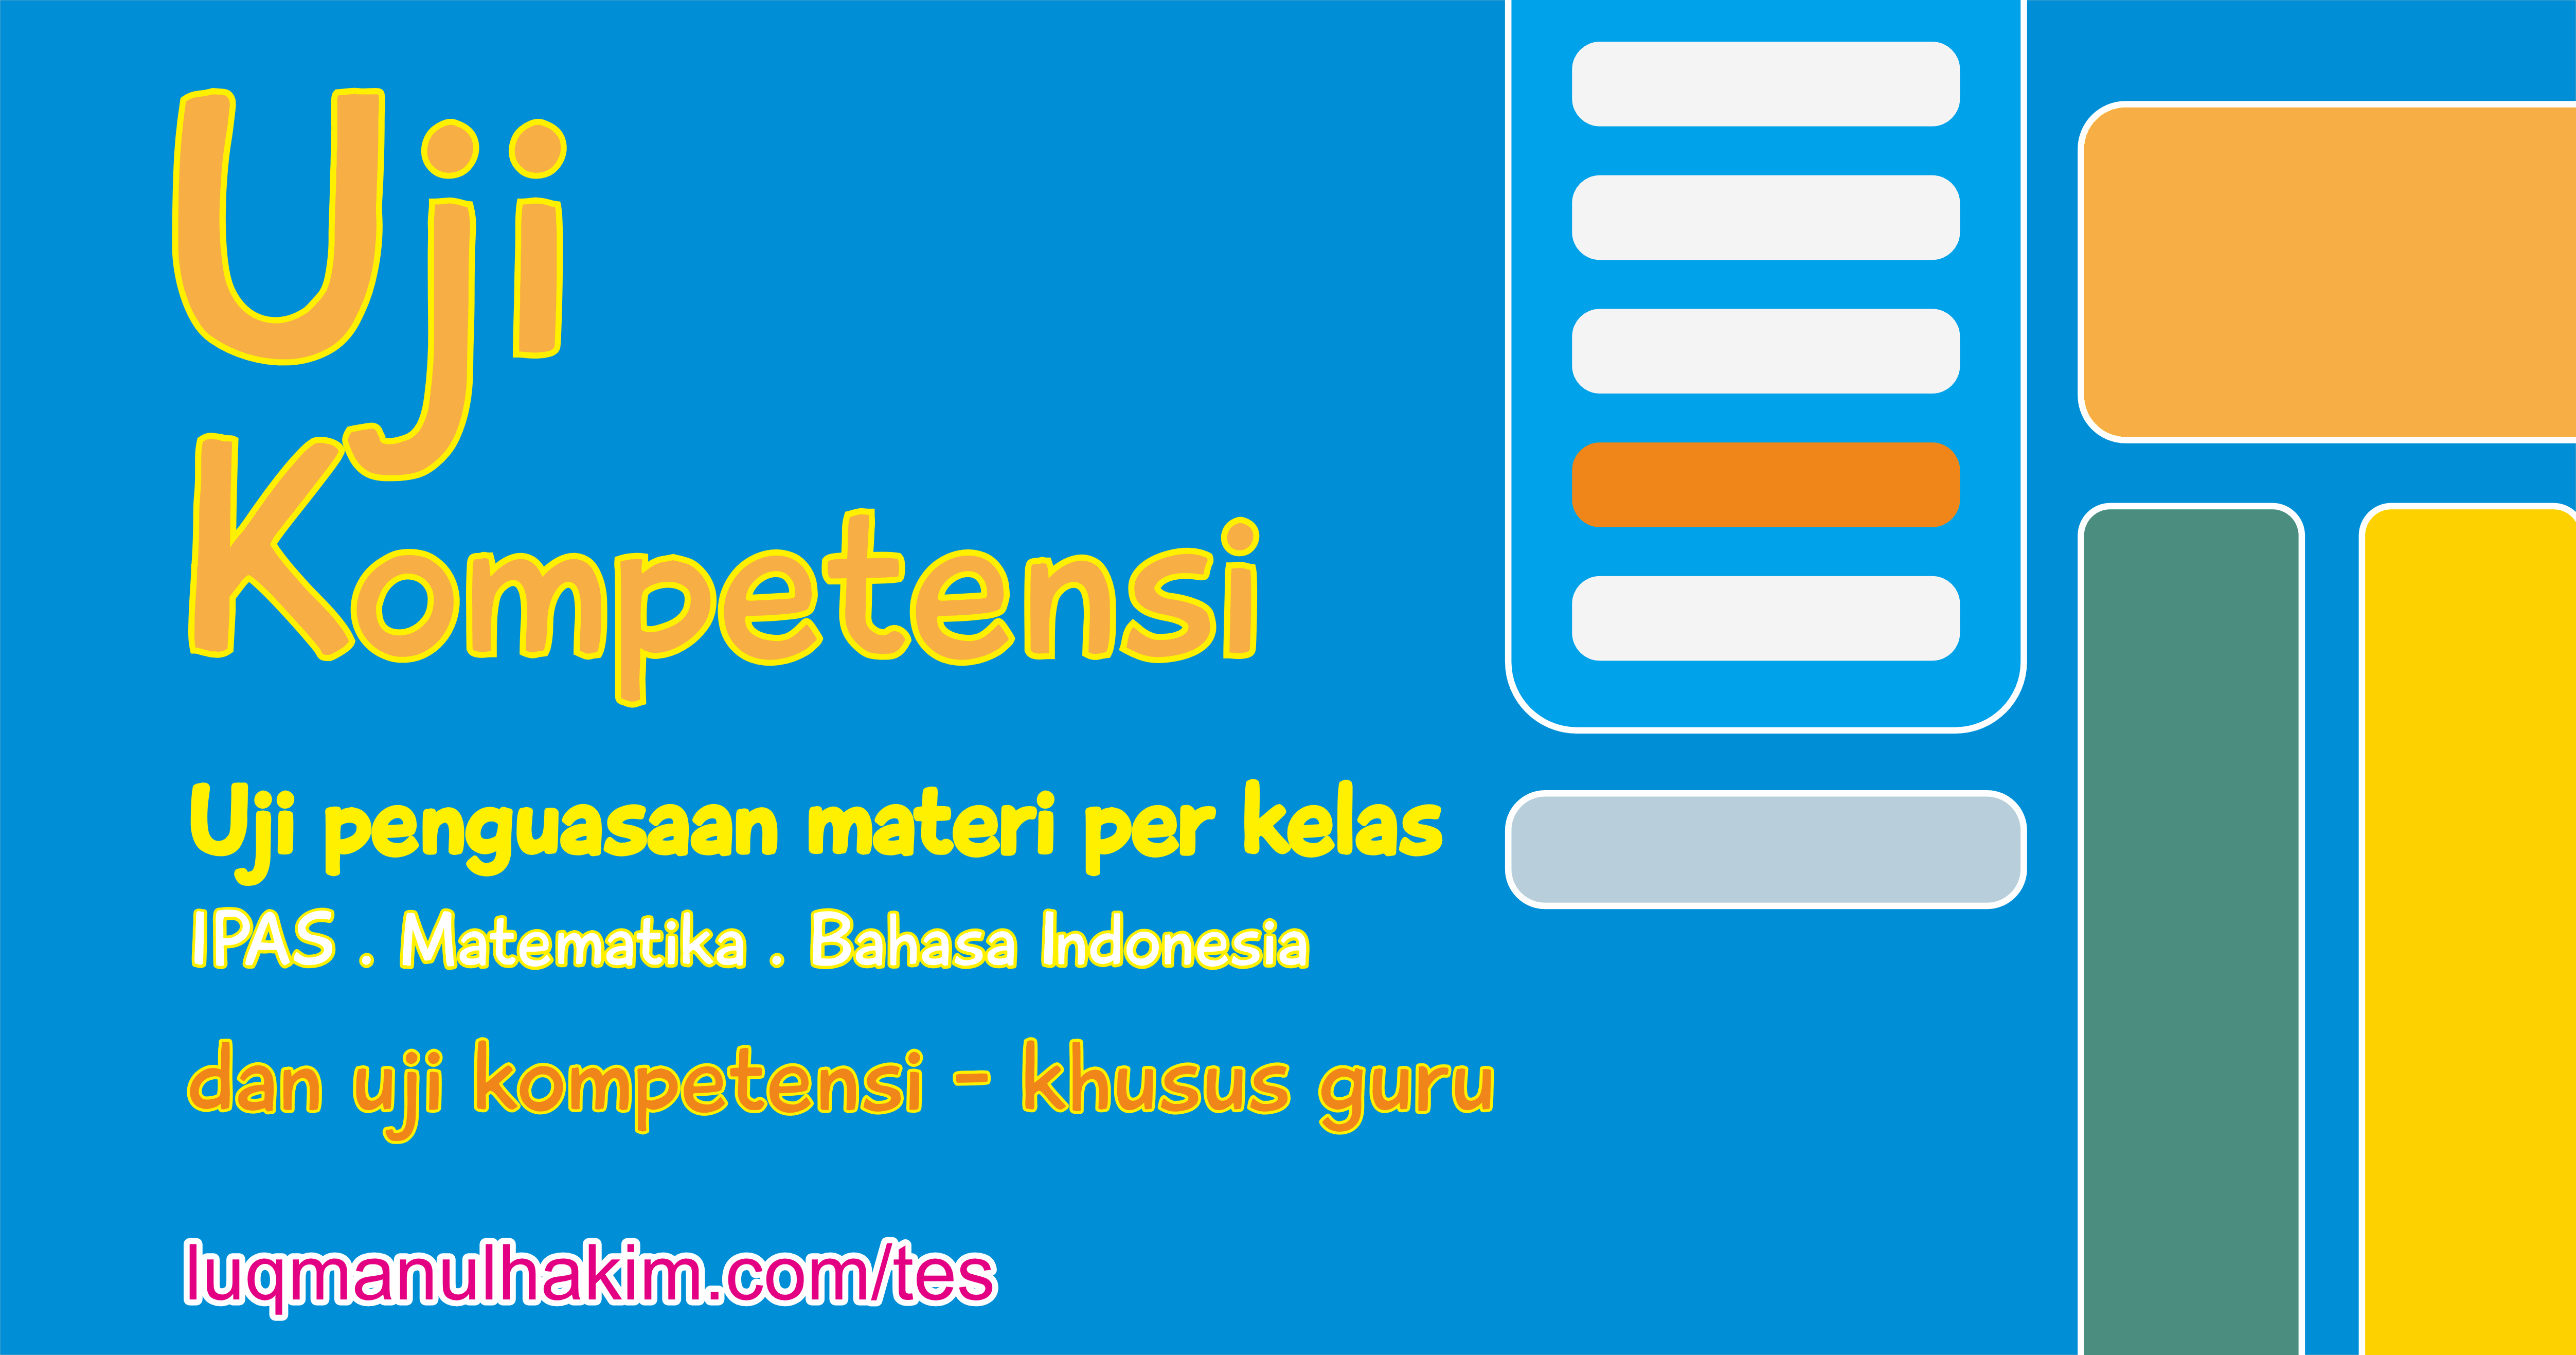 Uji
Kompetensi
Uji penguasaan materi per kelas
IPAS . Matematika . Bahasa Indonesia
dan uji kompetensi - khusus guru
luqmanulhakim.com/tes